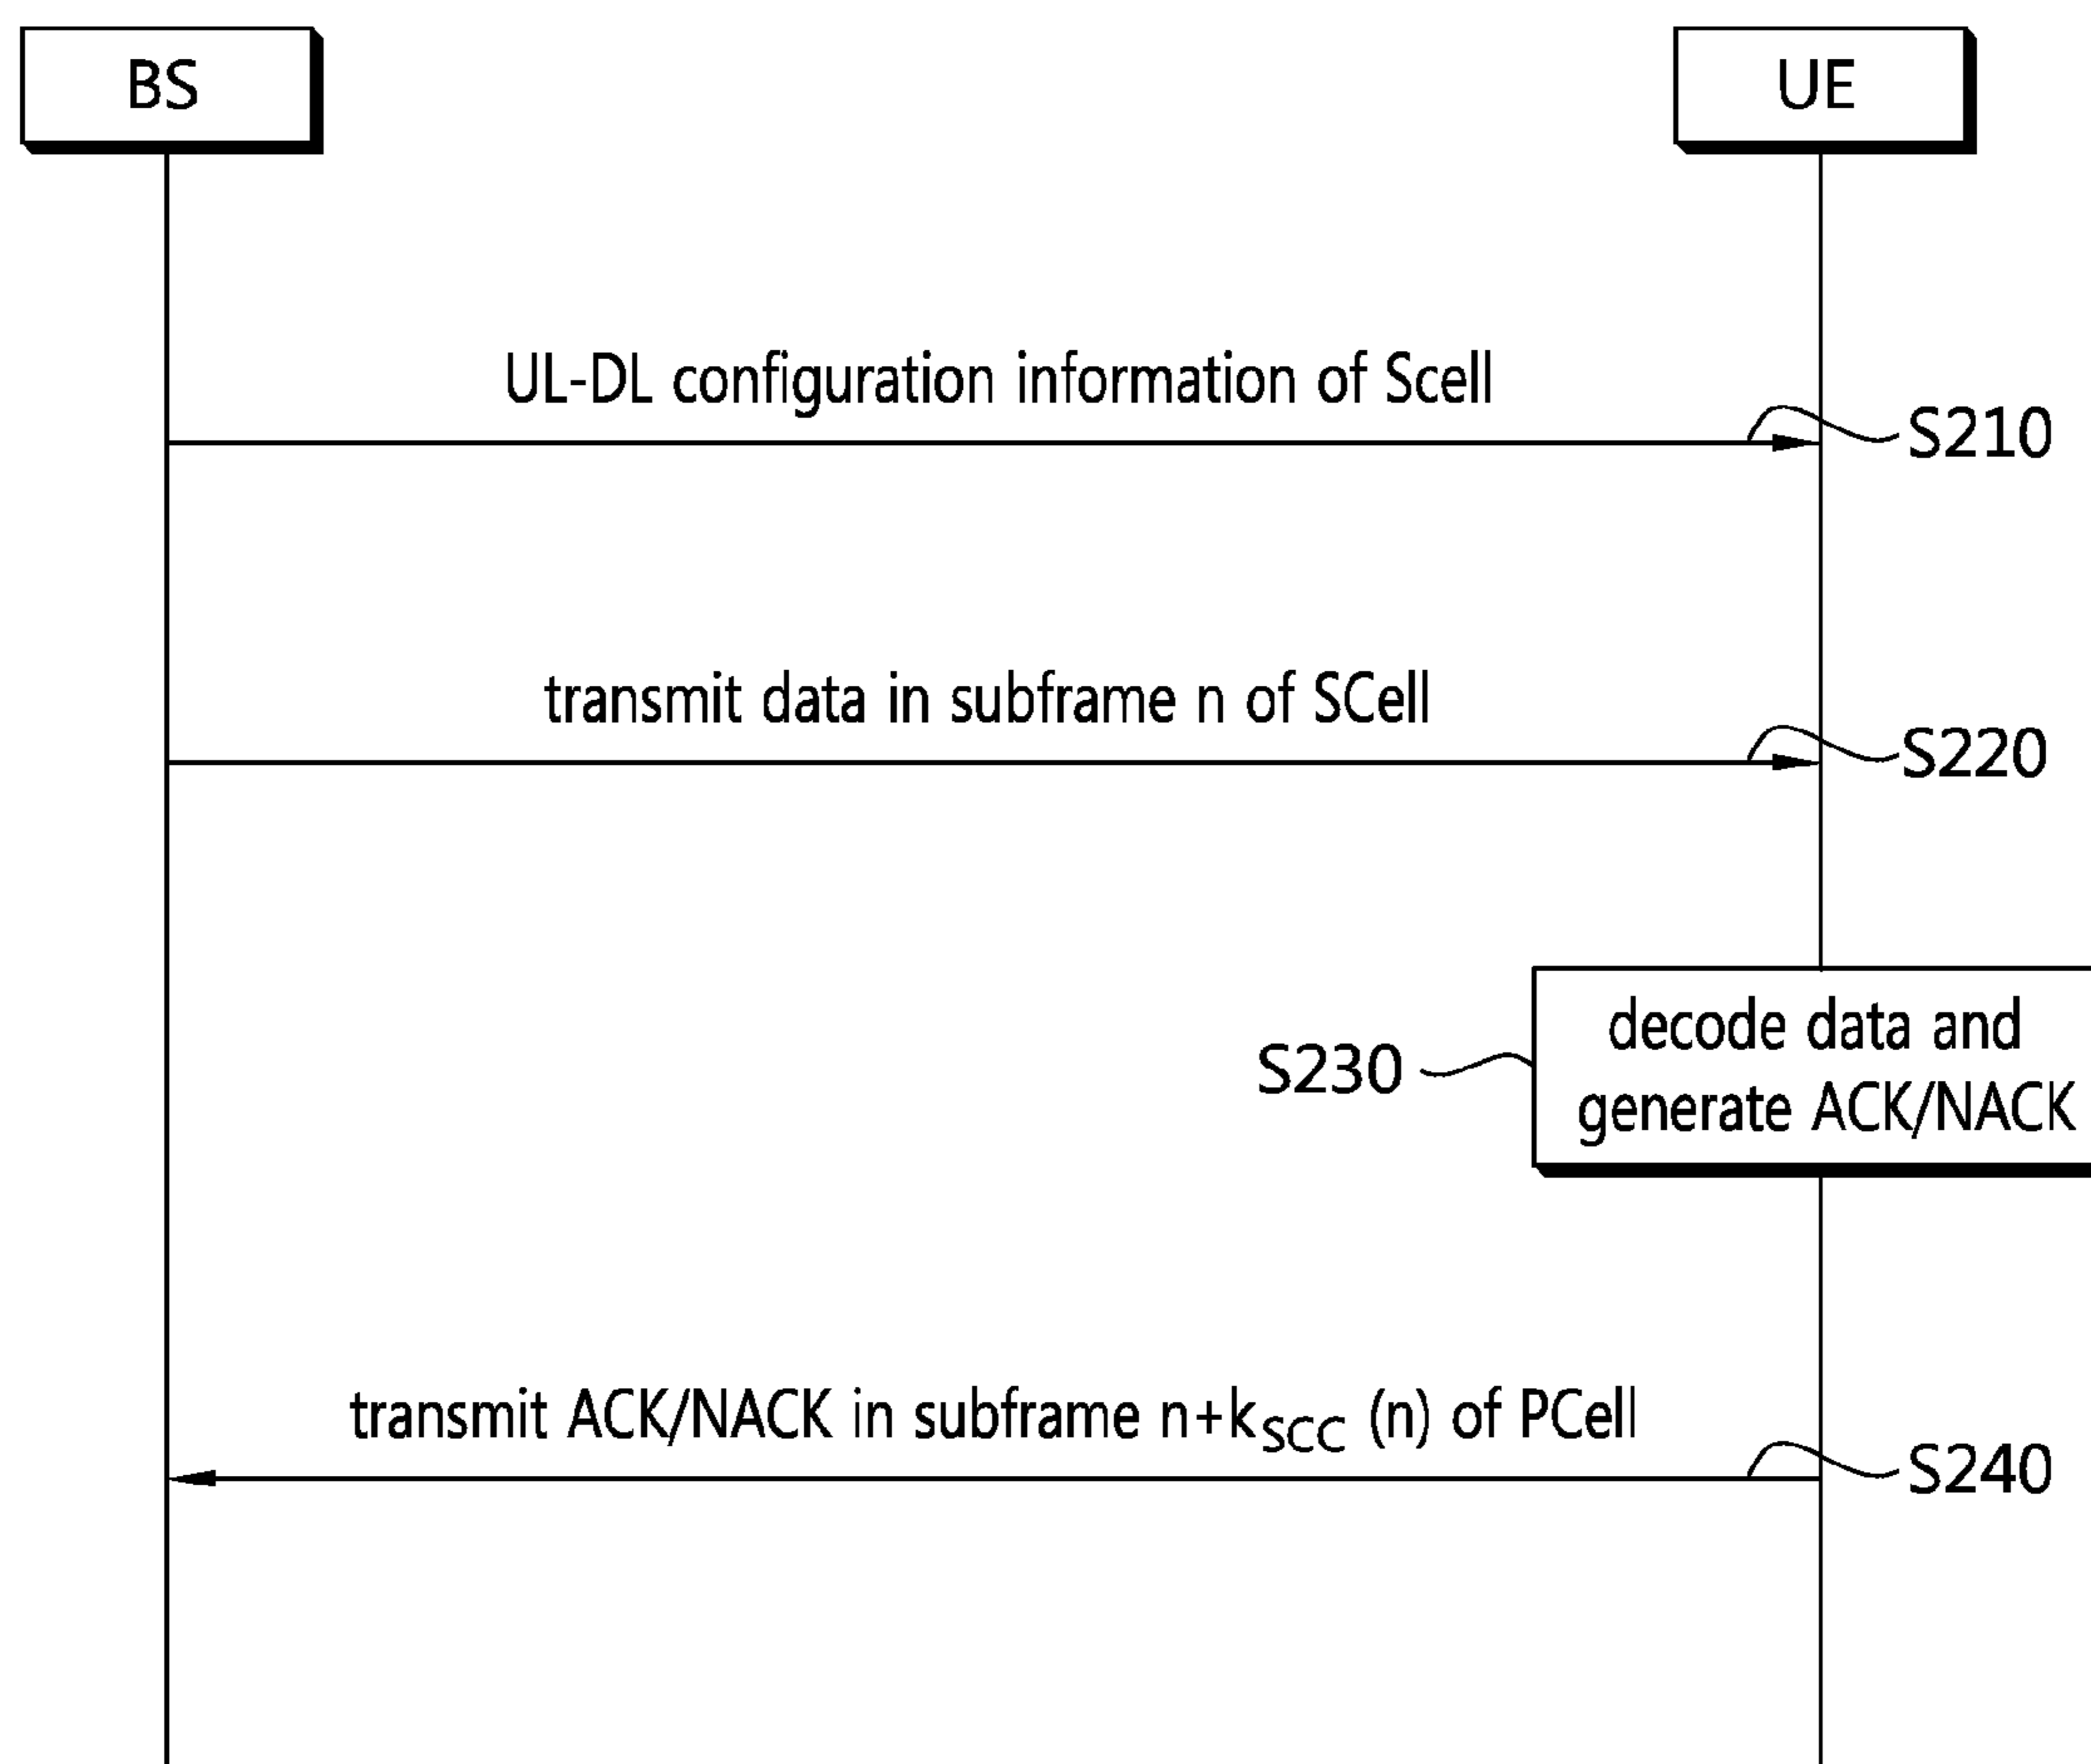 BS
UE
UL-DL configuration information of Scell
S210
transmit data in subframe n of SCell
S220
decode data and
generate ACK/NACK
S230
transmit ACK/NACK in subframe n+kSCC (n) of PCell
S240